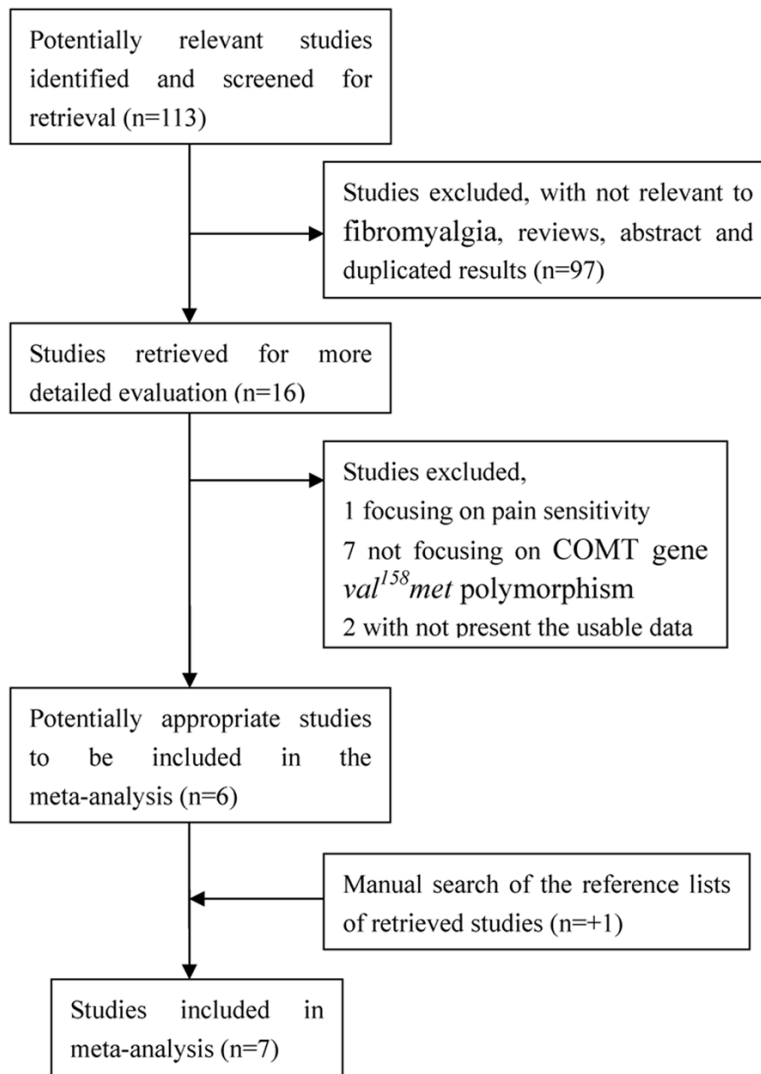 Potentially relevant studies
identified and screened for
retrieval (n=113)
Studies excluded, with not relevant to
fibromyalgia, reviews, abstract and
duplicated results (n=97)
Studies retrieved for more
detailed evaluation (n=16)
Studies excluded,
1 focusing on pain sensitivity
7 not focusing on COMT gene
val158met polymorphism
2 with not present the usable data
Potentially appropriate studies
to be included in the
meta-analysis (n=6)
Manual search of the reference lists
of retrieved studies (n=+1)
Studies included in
meta-analysis (n=7)